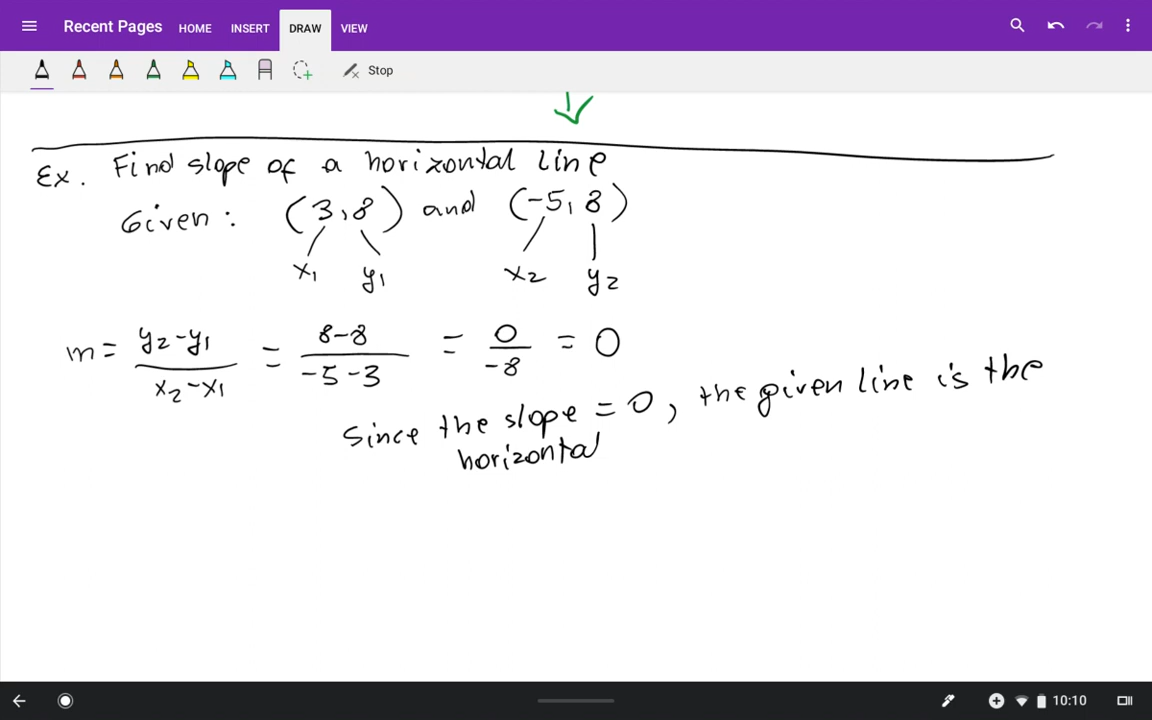 Recent Pages HOME INSERT DRAW VIEW
Stop
Ex. Find slope of a horizontal line
Given: (3,8) and (-5,8)
x1 y1 x2 y2
m= y2-y1 / x2-x1 = 8-8 / -5-3 = 0 / -8 = 0
Since the slope = 0, the given line is the
horizontal
10:10